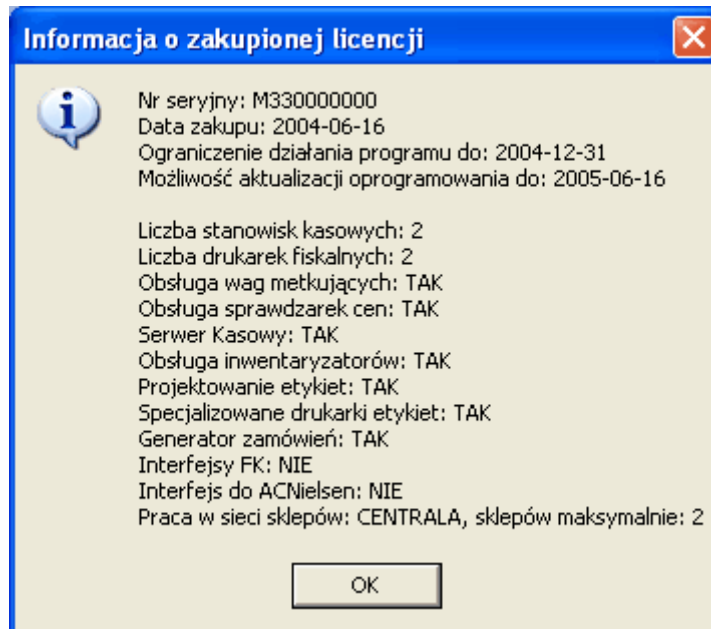 Informacja o zakupionej licencji
Nr seryjny: M330000000
Data zakupu: 2004-06-16
Ograniczenie działania programu do: 2004-12-31
Możliwość aktualizacji oprogramowania do: 2005-06-16
Liczba stanowisk kasowych: 2
Liczba drukarek fiskalnych: 2
Obsługa wag metkujących: TAK
Obsługa sprawdzarek cen: TAK
Serwer Kasowy: TAK
Obsługa inwentaryzatorów: TAK
Projektowanie etykiet: TAK
Specjalizowane drukarki etykiet: TAK
Generator zamówień: TAK
Interfejsy FK: NIE
Interfejs do ACNielsen: NIE
Praca w sieci sklepów: CENTRALA, sklepów maksymalnie: 2
OK